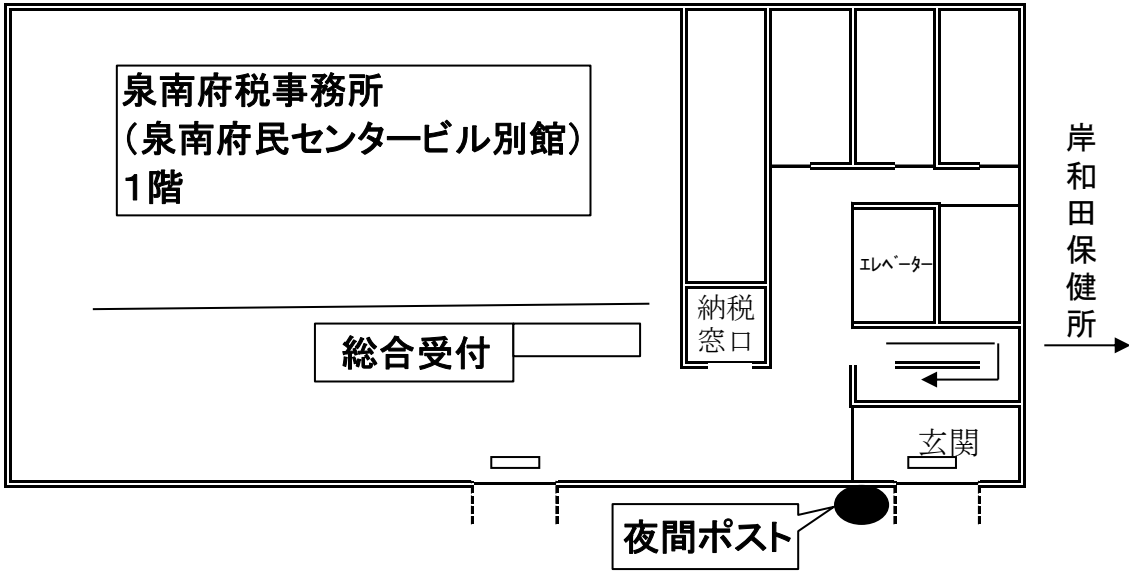 泉南府税事務所
（泉南府民センタービル別館）
１階
岸和田保健所
ｴﾚﾍﾞｰﾀｰ
納税
窓口
総合受付
玄関
夜間ポスト